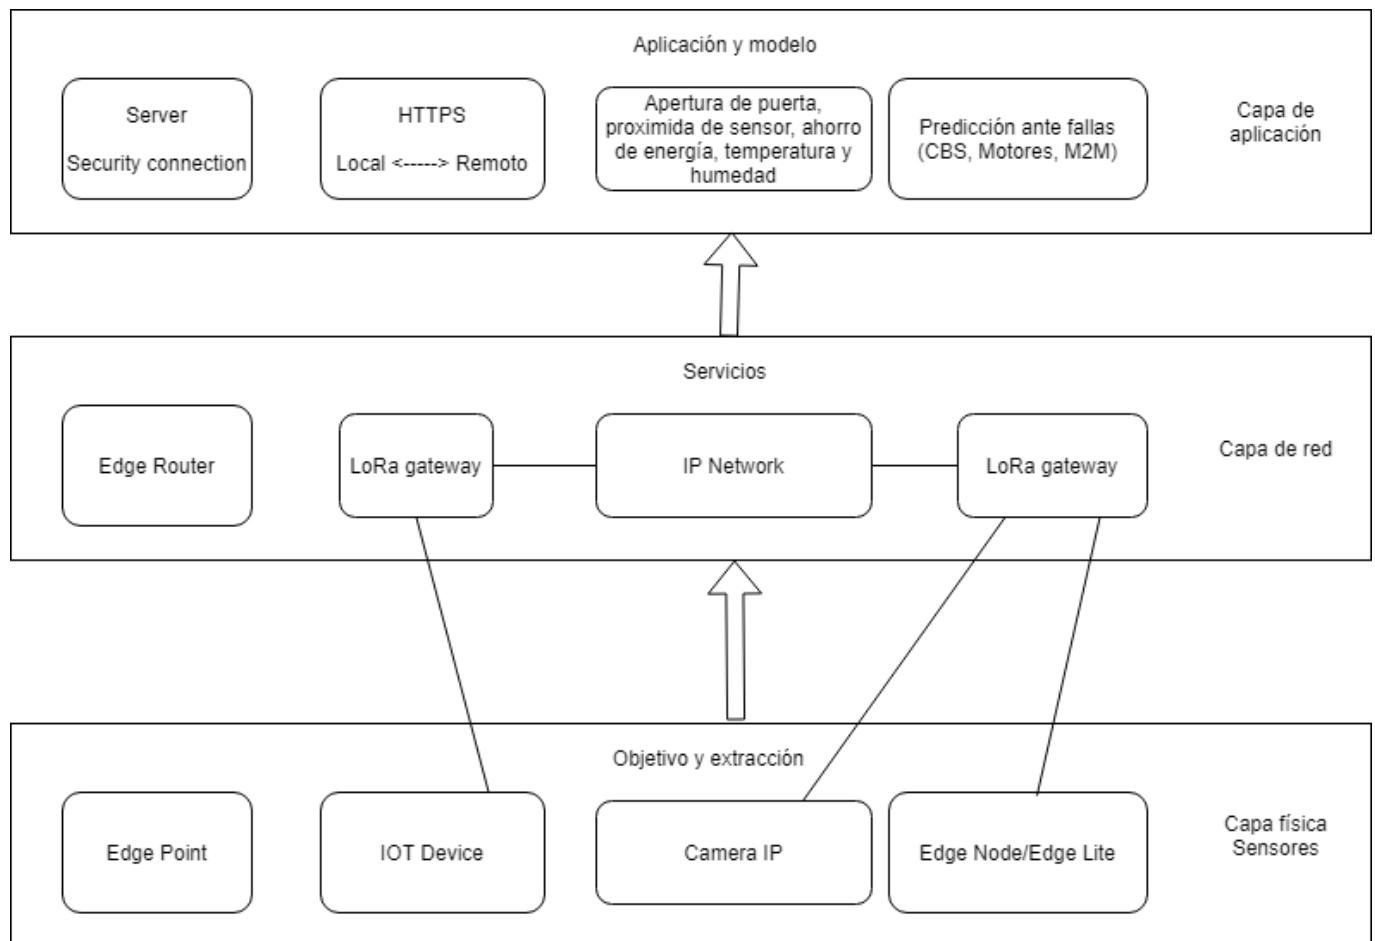 Aplicación y modelo
Server
Security connection
HTTPS
Local <-----> Remoto
Apertura de puerta,
proximida de sensor, ahorro
de energía, temperatura y
humedad
Predicción ante fallas
(CBS, Motores, M2M)
Capa de
aplicación
Servicios
Edge Router
LoRa gateway
IP Network
LoRa gateway
Capa de red
Objetivo y extracción
Edge Point
IOT Device
Camera IP
Edge Node/Edge Lite
Capa física
Sensores